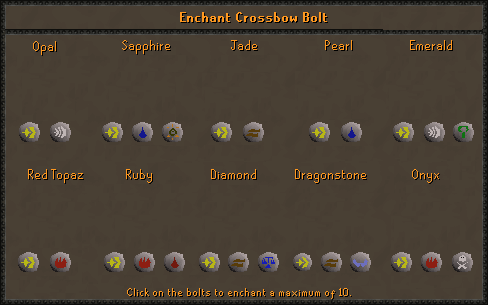 Enchant Crossbow Bolt
Opal Sapphire Jade Pearl Emerald
Red Topaz Ruby Diamond Dragonstone Onyx
Click on the bolts to enchant a maximum of 10.